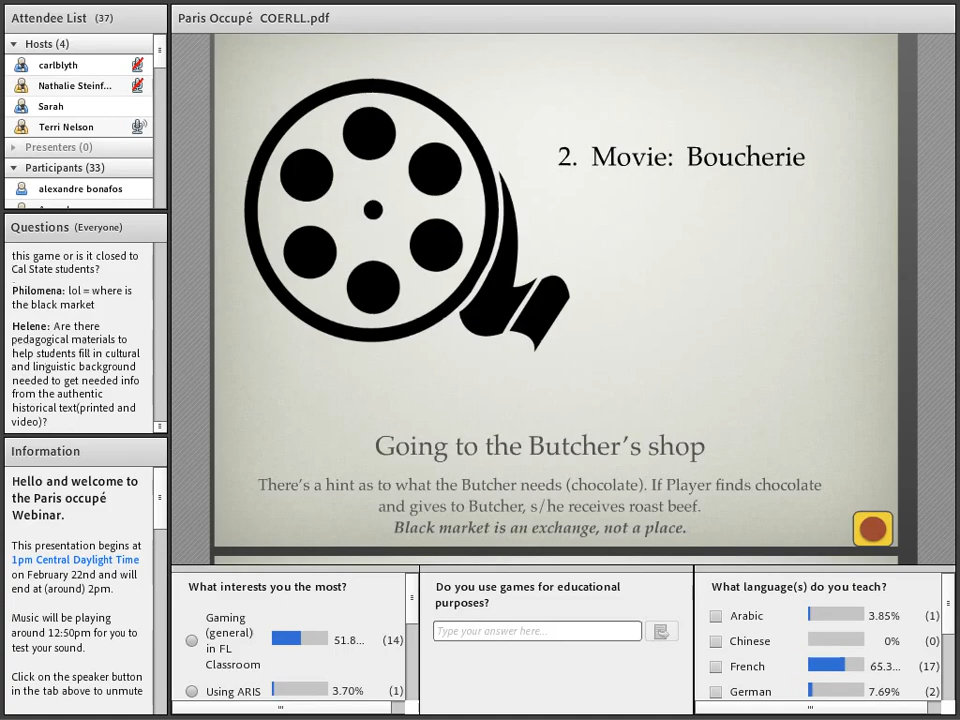 Attendee List (37)
Hosts (4)
carlblyth
Nathalie Steinf...
Sarah
Terri Nelson
Presenters (0)
Participants (33)
alexandre bonafos
Questions (Everyone)
this game or is it closed to
Cal State students?
Philomena: lol = where is
the black market
Helene: Are there
pedagogical materials to
help students fill in cultural
and linguistic background
needed to get needed info
from the authentic
historical text(printed and
video)?
Information
Hello and welcome to
the Paris occupé
Webinar.
This presentation begins at
1pm Central Daylight Time
on February 22nd and will
end at (around) 2pm.
Music will be playing
around 12:50pm for you to
test your sound.
Click on the speaker button
in the tab above to unmute
Paris Occupé COERLL.pdf
2. Movie: Boucherie
Going to the Butcher's shop
There's a hint as to what the Butcher needs (chocolate). If Player finds chocolate
and gives to Butcher, s/he receives roast beef.
Black market is an exchange, not a place.
What interests you the most?
Gaming
(general)
in FL
Classroom
51.8... (14)
Using ARIS 3.70% (1)
Do you use games for educational
purposes?
Type your answer here...
What language(s) do you teach?
Arabic 3.85% (1)
Chinese 0% (0)
French 65.3... (17)
German 7.69% (2)